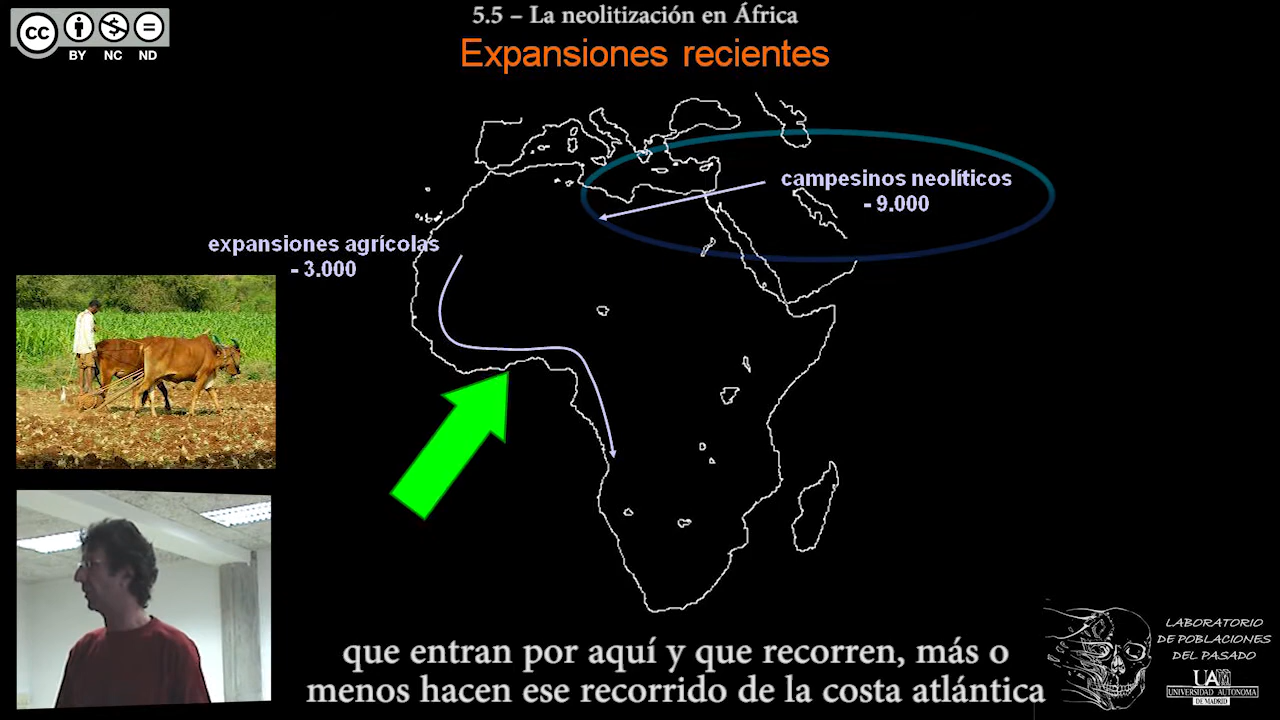 5.5 – La neolitización en África
cc
BY NC ND
Expansiones recientes
campesinos neolíticos
- 9.000
expansiones agrícolas
- 3.000
que entran por aquí y que recorren, más o
menos hacen ese recorrido de la costa atlántica
LABORATORIO
DE POBLACIONES
DEL PASADO
UAM
UNIVERSIDAD AUTONOMA
DE MADRID